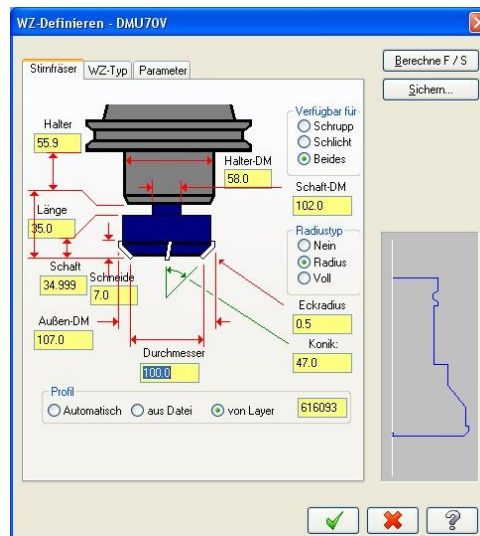 WZ-Definieren - DMU70V
Stirnfräser WZ-Typ Parameter
Berechne F / S
Sichern...
Halter
55.9
Halter-DM
58.0
Verfügbar für
Schrupp
Schlicht
Beides
Schaft-DM
102.0
Länge
35.0
Radiustyp
Nein
Radius
Voll
Schaft
34.999
Schneide
7.0
Eckradius
0.5
Außen-DM
107.0
Konik:
47.0
Durchmesser
100.0
Profil
Automatisch aus Datei von Layer 616093